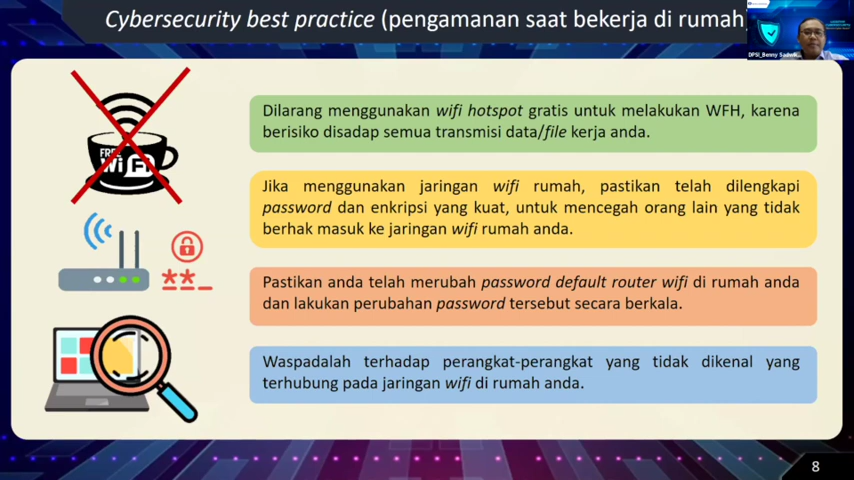 Cybersecurity best practice (pengamanan saat bekerja di rumah)
FREE
WiFi
Dilarang menggunakan wifi hotspot gratis untuk melakukan WFH, karena
berisiko disadap semua transmisi data/file kerja anda.
Jika menggunakan jaringan wifi rumah, pastikan telah dilengkapi
password dan enkripsi yang kuat, untuk mencegah orang lain yang tidak
berhak masuk ke jaringan wifi rumah anda.
**_
Pastikan anda telah merubah password default router wifi di rumah anda
dan lakukan perubahan password tersebut secara berkala.
Waspadalah terhadap perangkat-perangkat yang tidak dikenal yang
terhubung pada jaringan wifi di rumah anda.
8